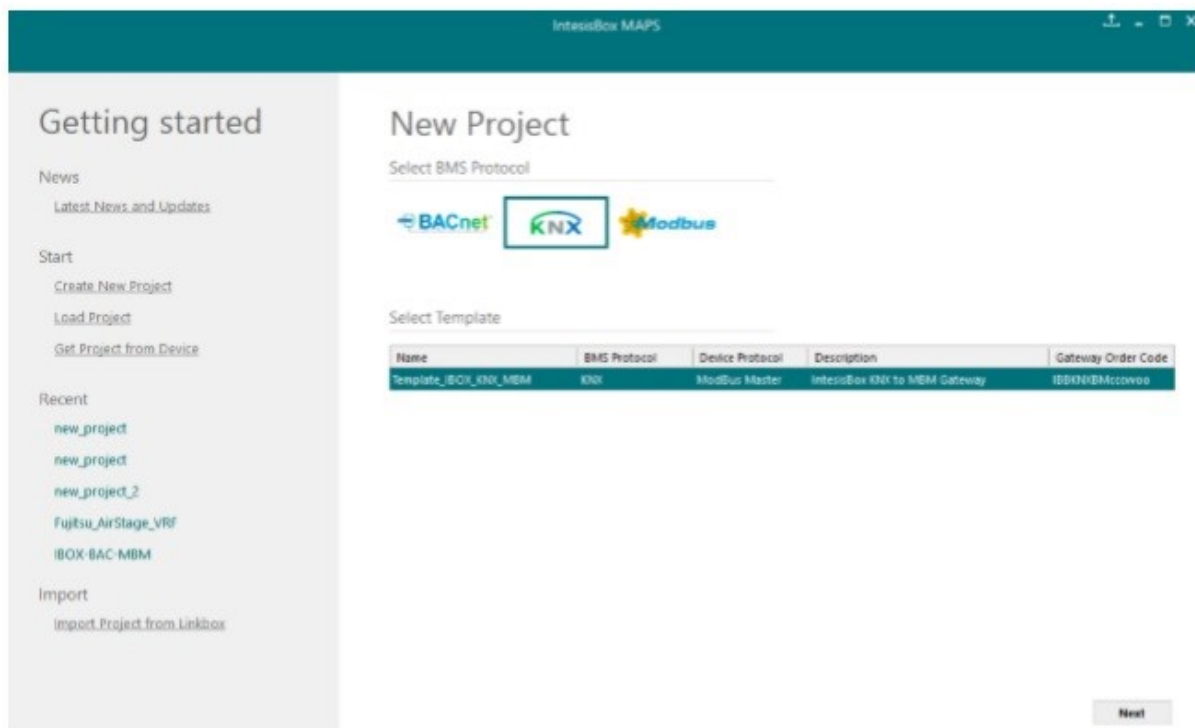 IntesisBox MAPS
Getting started
News
Latest News and Updates
Start
Create New Project
Load Project
Get Project from Device
Recent
new_project
new_project
new_project_2
Fujitsu_AirStage_VRF
IBOX-BAC-MBM
Import
Import Project from Linkbox
New Project
Select BMS Protocol
BACnet KNX Modbus
Select Template
Name BMS Protocol Device Protocol Description Gateway Order Code
Template_IBOX_KNX_MBM KNX ModBus Master IntesisBox KNX to MBM Gateway
Next